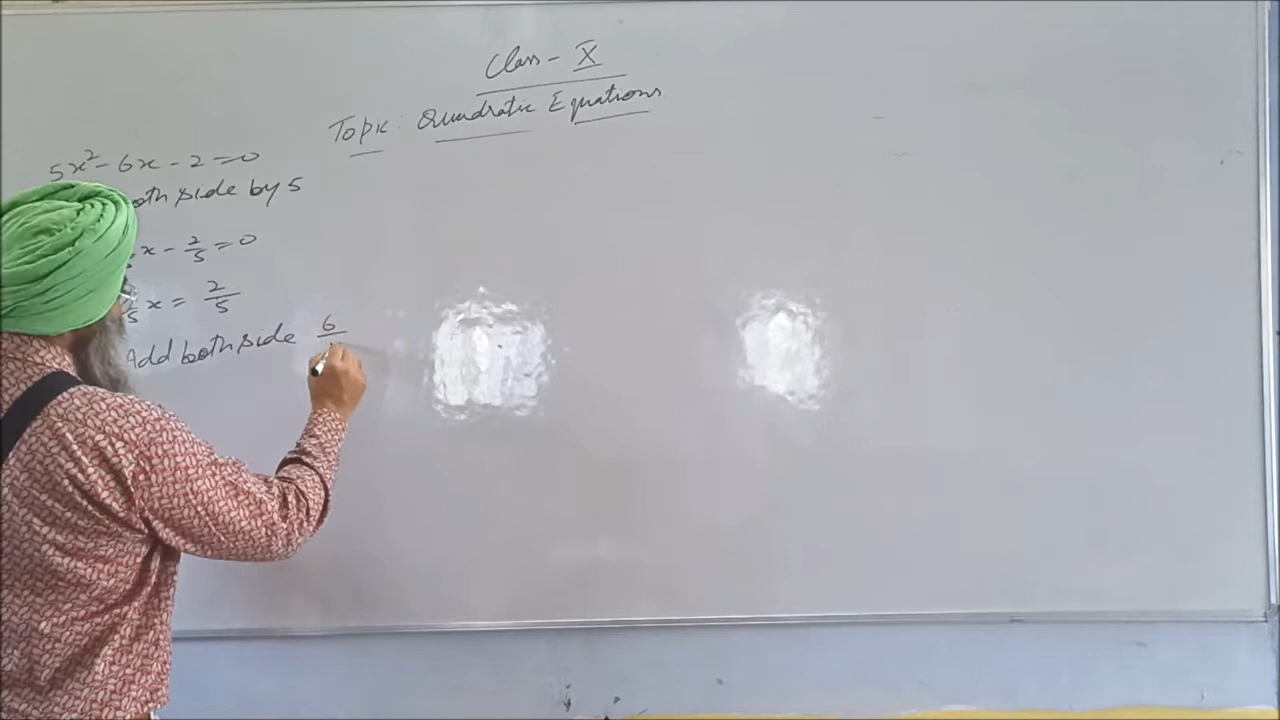 Class - X
Topic: Quadratic Equations
5x² - 6x - 2 = 0
both side by 5
x - 2/5 = 0
x = 2/5
Add both side 6